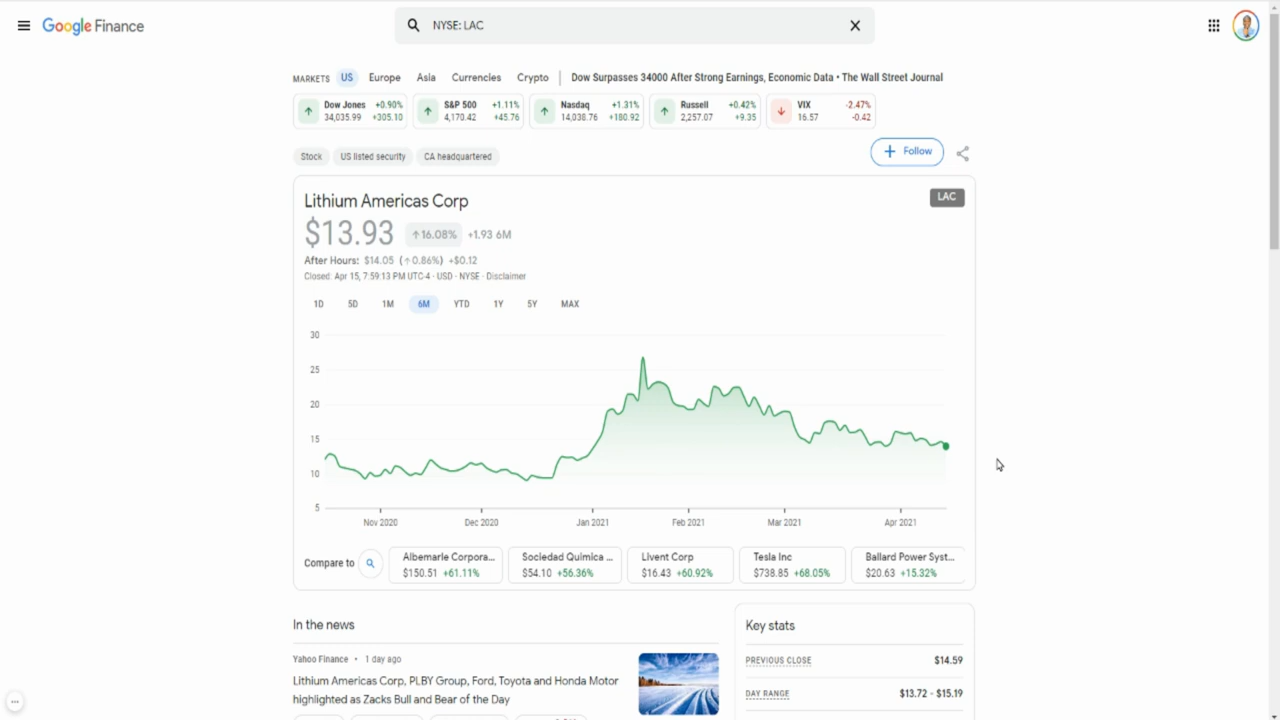 Google Finance
NYSE: LAC
MARKETS US Europe Asia Currencies Crypto Dow Surpasses 34000 After Strong Earnings, Economic Data • The Wall Street Journal
Dow Jones +0.90%
34,035.99 +305.10
S&P 500 +1.11%
4,170.42 +45.76
Nasdaq +1.31%
14,038.76 +180.92
Russell +0.42%
2,257.07 +9.35
VIX -2.47%
16.57 -0.42
Stock US listed security CA headquartered
+ Follow
Lithium Americas Corp
LAC
$13.93 ↑16.08% +1.93 6M
After Hours: $14.05 (↑0.86%) +$0.12
Closed: Apr 15, 7:59:13 PM UTC-4 · USD · NYSE · Disclaimer
1D 5D 1M 6M YTD 1Y 5Y MAX
30
25
20
15
10
5
Nov 2020 Dec 2020 Jan 2021 Feb 2021 Mar 2021 Apr 2021
Compare to
Albemarle Corpora...
$150.51 +61.11%
Sociedad Quimica ...
$54.10 +56.36%
Livent Corp
$16.43 +60.92%
Tesla Inc
$738.85 +68.05%
Ballard Power Syst...
$20.63 +15.32%
In the news
Yahoo Finance • 1 day ago
Lithium Americas Corp, PLBY Group, Ford, Toyota and Honda Motor
highlighted as Zacks Bull and Bear of the Day
Key stats
PREVIOUS CLOSE $14.59
DAY RANGE $13.72 - $15.19